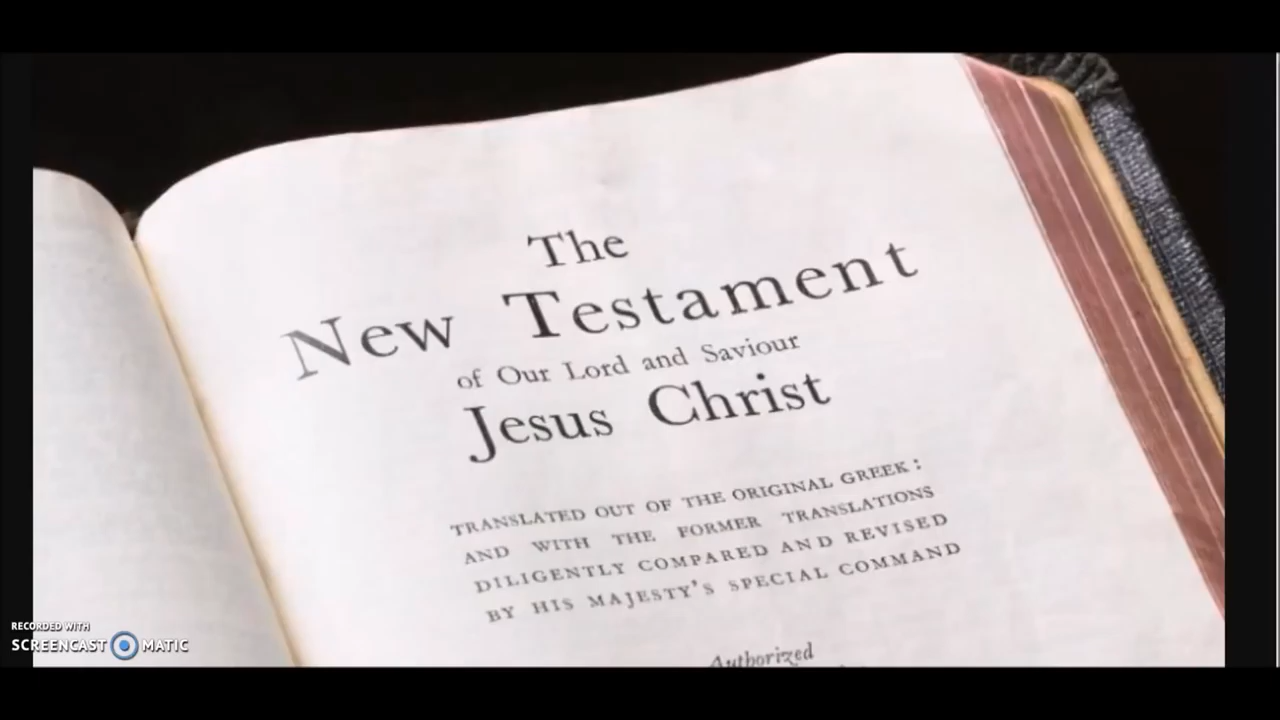 The
New Testament
of Our Lord and Saviour
Jesus Christ
TRANSLATED OUT OF THE ORIGINAL GREEK:
AND WITH THE FORMER TRANSLATIONS
DILIGENTLY COMPARED AND REVISED
BY HIS MAJESTY'S SPECIAL COMMAND
Authorized
RECORDED WITH
SCREENCAST MATIC